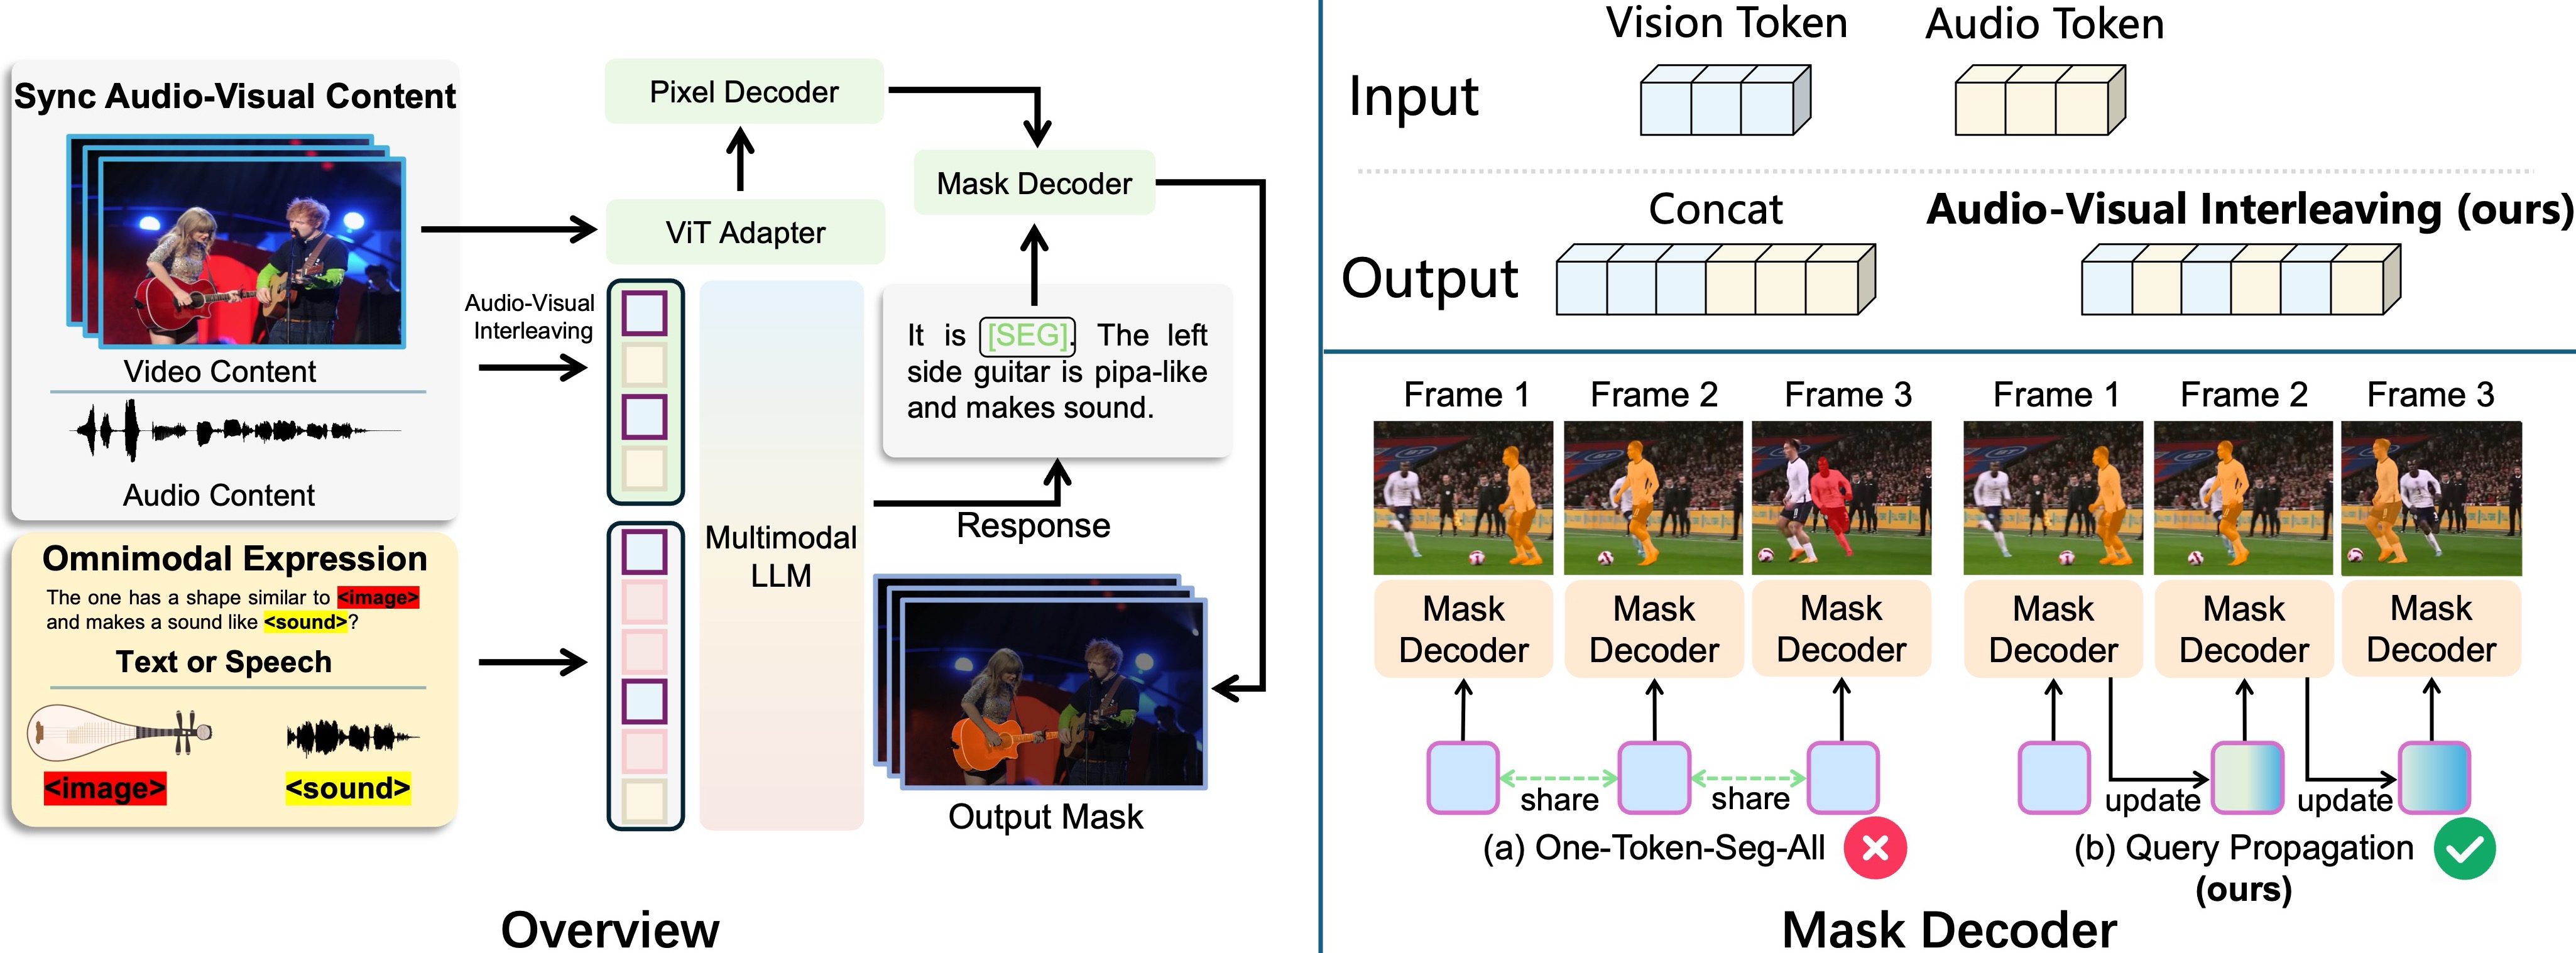 Sync Audio-Visual Content
Video Content
Audio Content
Omnimodal Expression
The one has a shape similar to <image>
and makes a sound like <sound>?
Text or Speech
<image>
<sound>
Audio-Visual
Interleaving
Pixel Decoder
ViT Adapter
Mask Decoder
Multimodal
LLM
It is [SEG]. The left
side guitar is pipa-like
and makes sound.
Response
Output Mask
Overview
Vision Token
Audio Token
Input
Concat
Audio-Visual Interleaving (ours)
Output
Frame 1
Frame 2
Frame 3
Frame 1
Frame 2
Frame 3
Mask
Decoder
Mask
Decoder
Mask
Decoder
Mask
Decoder
Mask
Decoder
Mask
Decoder
share
share
update
update
(a) One-Token-Seg-All
(b) Query Propagation
(ours)
Mask Decoder